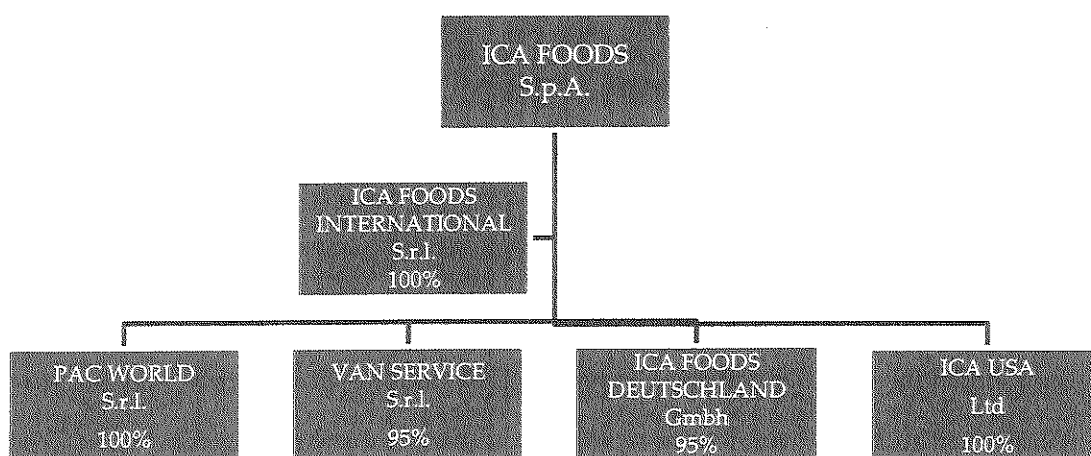 ICA FOODS
S.p.A.
ICA FOODS
INTERNATIONAL
S.r.l.
100%
PAC WORLD
S.r.l.
100%
VAN SERVICE
S.r.l.
95%
ICA FOODS
DEUTSCHLAND
Gmbh
95%
ICA USA
Ltd
100%